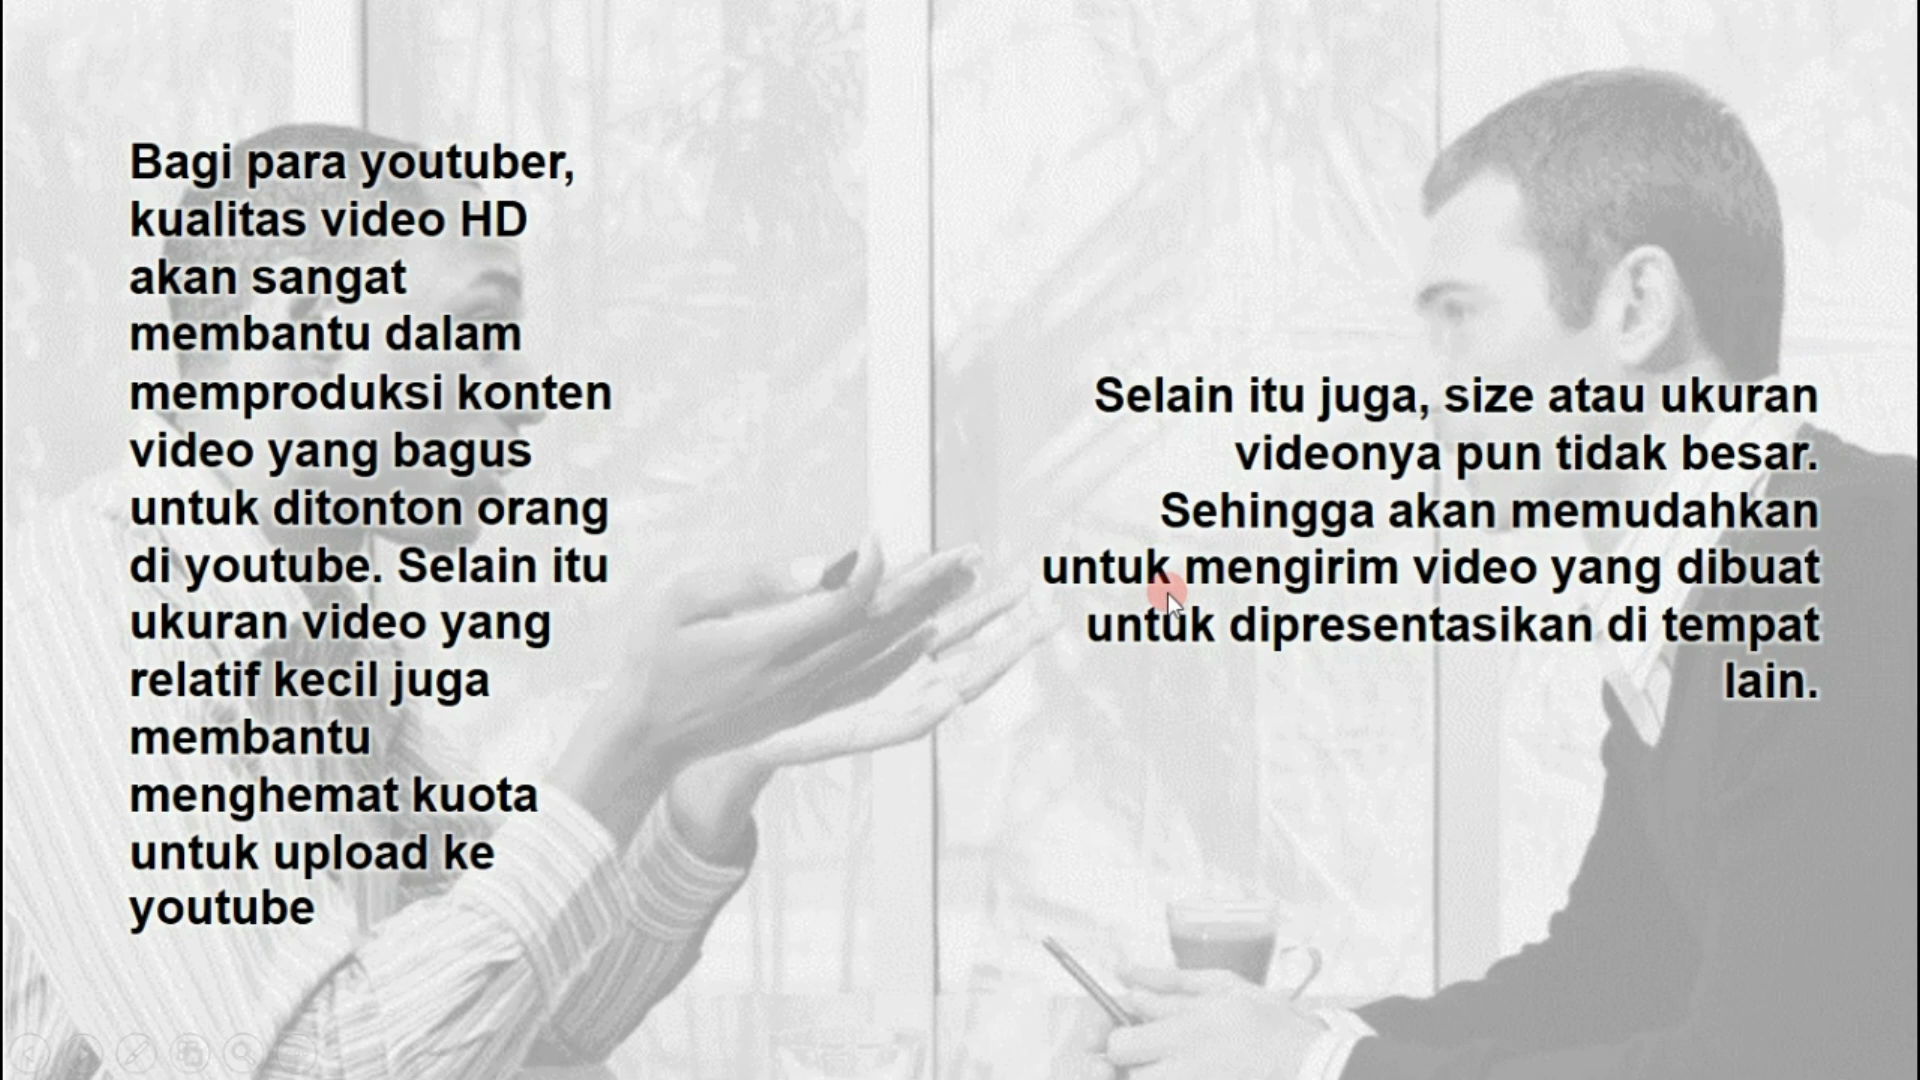 Bagi para youtuber,
kualitas video HD
akan sangat
membantu dalam
memproduksi konten
video yang bagus
untuk ditonton orang
di youtube. Selain itu
ukuran video yang
relatif kecil juga
membantu
menghemat kuota
untuk upload ke
youtube
Selain itu juga, size atau ukuran
videonya pun tidak besar.
Sehingga akan memudahkan
untuk mengirim video yang dibuat
untuk dipresentasikan di tempat
lain.